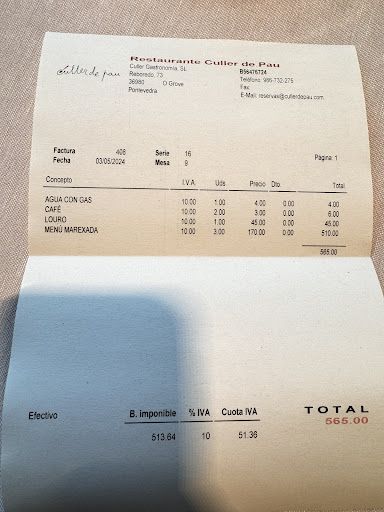 Restaurante Culler de Pau
culler de pau
Culler Gastronomía, SL
Reboredo, 73
36980 O Grove
Pontevedra
B56476724
Teléfono: 986-732-275
Fax
E-Mail: reservas@cullerdepau.com
Factura 408 Serie 16 Pagina: 1
Fecha 03/05/2024 Mesa 9
Concepto I.V.A. Uds. Precio Dto. Total
AGUA CON GAS 10.00 1.00 4.00 0.00 4.00
CAFÉ 10.00 2.00 3.00 0.00 6.00
LOURO 10.00 1.00 45.00 0.00 45.00
MENÚ MAREXADA 10.00 3.00 170.00 0.00 510.00
565.00
Efectivo B. imponible % IVA Cuota IVA TOTAL
565.00
513.64 10 51.36